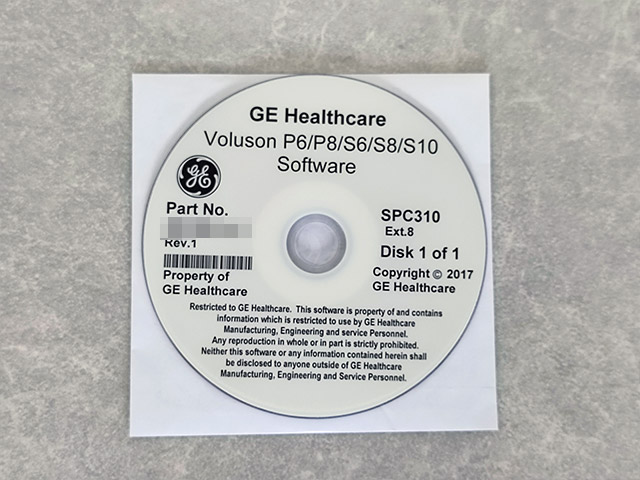 GE Healthcare
Voluson P6/P8/S6/S8/S10
Software
GE
Part No.
Rev.1
Property of
GE Healthcare
SPC310
Ext.8
Disk 1 of 1
Copyright © 2017
GE Healthcare
Restricted to GE Healthcare. This software is property of and contains
information which is restricted to use by GE Healthcare
Manufacturing, Engineering and service Personnel.
Any reproduction in whole or in part is strictly prohibited.
Neither this software or any information contained herein shall
be disclosed to anyone outside of GE Healthcare
Manufacturing, Engineering and Service Personnel.